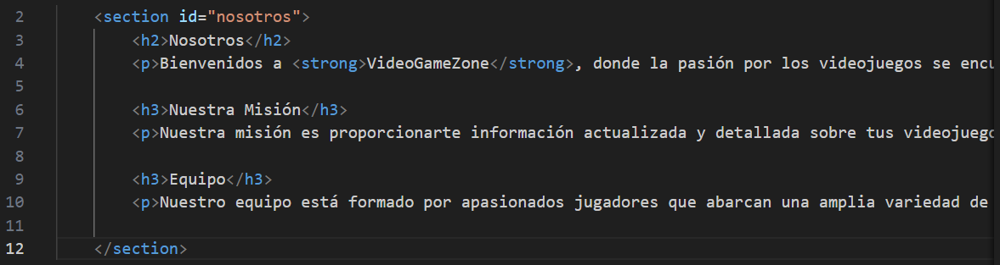 2 <section id="nosotros">
3 <h2>Nosotros</h2>
4 <p>Bienvenidos a <strong>VideoGameZone</strong>, donde la pasión por los videojuegos se encu
5
6 <h3>Nuestra Misión</h3>
7 <p>Nuestra misión es proporcionarte información actualizada y detallada sobre tus videojuego
8
9 <h3>Equipo</h3>
10 <p>Nuestro equipo está formado por apasionados jugadores que abarcan una amplia variedad de
11
12 </section>